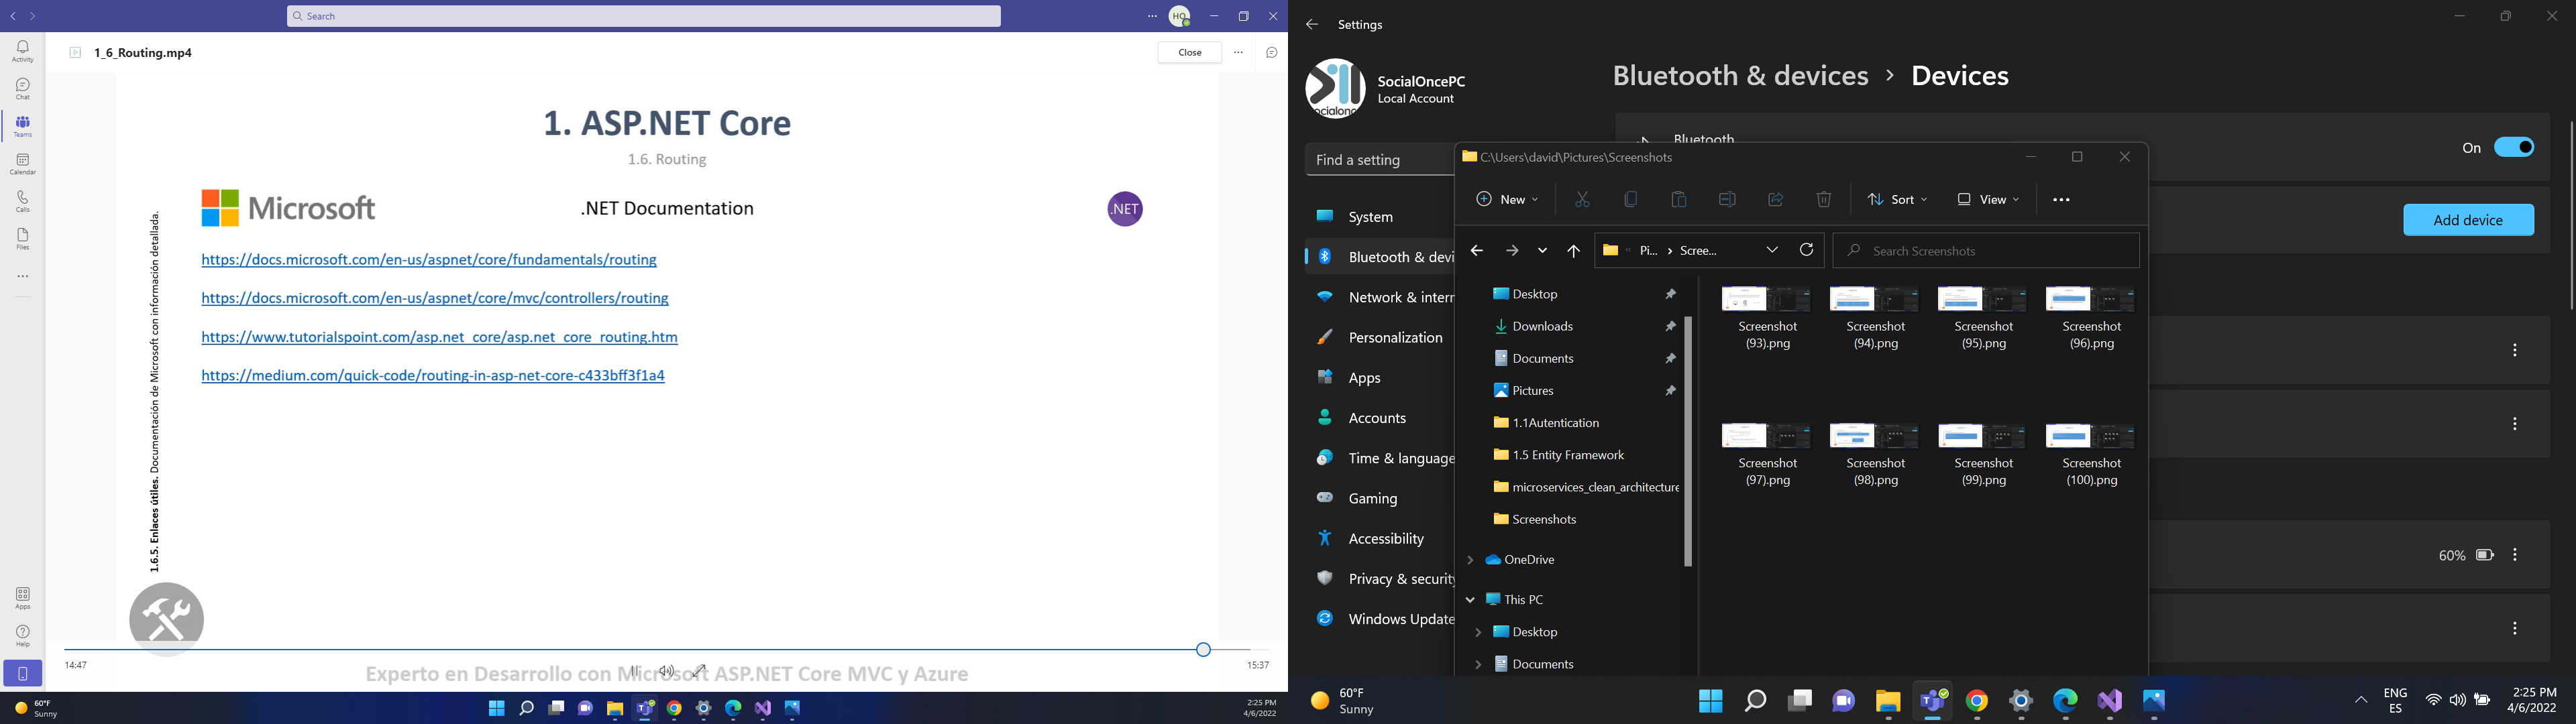 Search
HO
Activity
Chat
Teams
Calendar
Calls
Files
Apps
Help
1_6_Routing.mp4
Close
1. ASP.NET Core
1.6. Routing
Microsoft
.NET Documentation
.NET
https://docs.microsoft.com/en-us/aspnet/core/fundamentals/routing
https://docs.microsoft.com/en-us/aspnet/core/mvc/controllers/routing
https://www.tutorialspoint.com/asp.net_core/asp.net_core_routing.htm
https://medium.com/quick-code/routing-in-asp-net-core-c433bff3f1a4
1.6.5. Enlaces útiles. Documentación de Microsoft con información detallada.
14:47
15:37
Experto en Desarrollo con Microsoft ASP.NET Core MVC y Azure
60°F
Sunny
2:25 PM
4/6/2022
Settings
SocialOncePC
Local Account
Find a setting
System
Bluetooth & devi
Network & intern
Personalization
Apps
Accounts
Time & language
Gaming
Accessibility
Privacy & security
Windows Update
Bluetooth & devices > Devices
Bluetooth
On
Add device
60%
C:\Users\david\Pictures\Screenshots
New
Sort
View
Pi... > Scree...
Search Screenshots
Desktop
Downloads
Documents
Pictures
1.1Autentication
1.5 Entity Framework
microservices_clean_architecture
Screenshots
OneDrive
This PC
Desktop
Documents
Screenshot (93).png
Screenshot (94).png
Screenshot (95).png
Screenshot (96).png
Screenshot (97).png
Screenshot (98).png
Screenshot (99).png
Screenshot (100).png
60°F
Sunny
ENG
ES
2:25 PM
4/6/2022